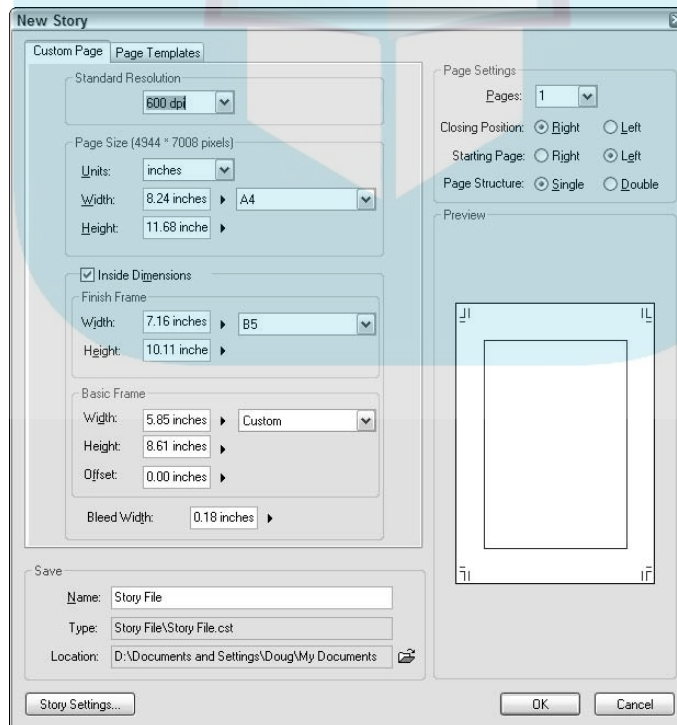 New Story
Custom Page
Page Templates
Standard Resolution
600 dpi
Page Size (4944 * 7008 pixels)
Units: inches
Width: 8.24 inches A4
Height: 11.68 inche
Inside Dimensions
Finish Frame
Width: 7.16 inches B5
Height: 10.11 inche
Basic Frame
Width: 5.85 inches Custom
Height: 8.61 inches
Offset: 0.00 inches
Bleed Width: 0.18 inches
Page Settings
Pages: 1
Closing Position: Right Left
Starting Page: Right Left
Page Structure: Single Double
Preview
Save
Name: Story File
Type: Story File\Story File.cst
Location: D:\Documents and Settings\Doug\My Documents
Story Settings...
OK
Cancel